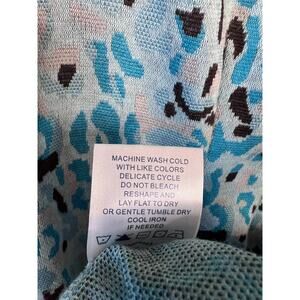 MACHINE WASH COLD
WITH LIKE COLORS
DELICATE CYCLE
DO NOT BLEACH
RESHAPE AND
LAY FLAT TO DRY
OR GENTLE TUMBLE DRY
COOL IRON
IF NEEDED